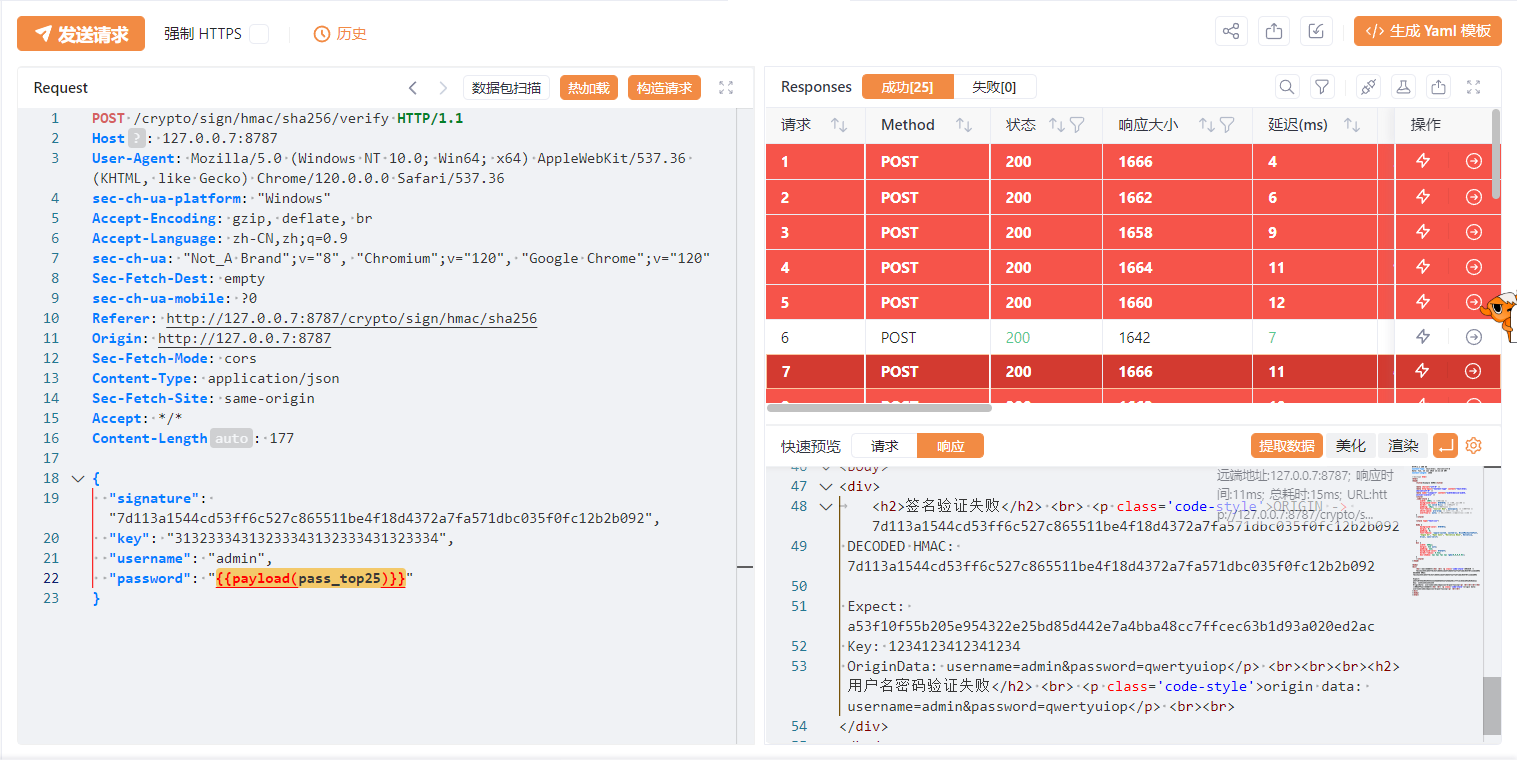 发送请求 强制 HTTPS 历史 </> 生成 Yaml 模板
Request 数据包扫描 热加载 构造请求
1 POST /crypto/sign/hmac/sha256/verify HTTP/1.1
2 Host ? : 127.0.0.7:8787
3 User-Agent: Mozilla/5.0 (Windows NT 10.0; Win64; x64) AppleWebKit/537.36
(KHTML, like Gecko) Chrome/120.0.0.0 Safari/537.36
4 sec-ch-ua-platform: "Windows"
5 Accept-Encoding: gzip, deflate, br
6 Accept-Language: zh-CN,zh;q=0.9
7 sec-ch-ua: "Not_A Brand";v="8", "Chromium";v="120", "Google Chrome";v="120"
8 Sec-Fetch-Dest: empty
9 sec-ch-ua-mobile: ?0
10 Referer: http://127.0.0.7:8787/crypto/sign/hmac/sha256
11 Origin: http://127.0.0.7:8787
12 Sec-Fetch-Mode: cors
13 Content-Type: application/json
14 Sec-Fetch-Site: same-origin
15 Accept: */*
16 Content-Length auto : 177
17
18 {
19 "signature":
"7d113a1544cd53ff6c527c865511be4f18d4372a7fa571dbc035f0fc12b2b092",
20 "key": "31323334313233343132333431323334",
21 "username": "admin",
22 "password": "{{payload(pass_top25)}}"
23 }
Responses 成功[25] 失败[0]
请求 Method 状态 响应大小 延迟(ms) 操作
1 POST 200 1666 4
2 POST 200 1662 6
3 POST 200 1658 9
4 POST 200 1664 11
5 POST 200 1660 12
6 POST 200 1642 7
7 POST 200 1666 11
快速预览 请求 响应 提取数据 美化 渲染
远端地址:127.0.0.7:8787; 响应时
间:11ms; 总耗时:15ms; URL:htt
p://127.0.0.7:8787/crypto/s...
46 <body>
47 <div>
48 <h2>签名验证失败</h2> <br> <p class='code-style'>ORIGIN ->
7d113a1544cd53ff6c527c865511be4f18d4372a7fa571dbc035f0fc12b2b092
49 DECODED HMAC:
7d113a1544cd53ff6c527c865511be4f18d4372a7fa571dbc035f0fc12b2b092
50
51 Expect:
a53f10f55b205e954322e25bd85d442e7a4bba48cc7ffcec63b1d93a020ed2ac
52 Key: 1234123412341234
53 OriginData: username=admin&password=qwertyuiop</p> <br><br><br><h2>
用户名密码验证失败</h2> <br> <p class='code-style'>origin data:
username=admin&password=qwertyuiop</p> <br><br>
54 </div>